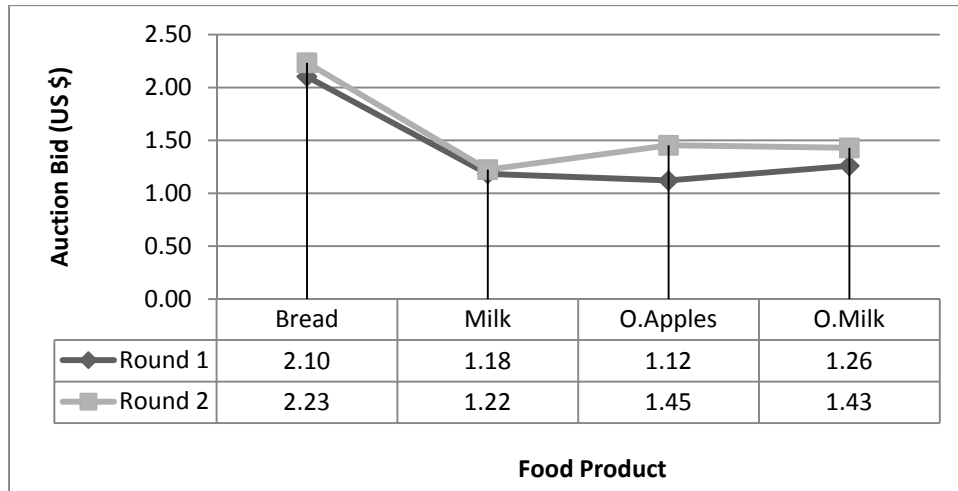 2.50
2.00
1.50
1.00
0.50
0.00
Auction Bid (US $)
Bread Milk O.Apples O.Milk
Round 1 2.10 1.18 1.12 1.26
Round 2 2.23 1.22 1.45 1.43
Food Product